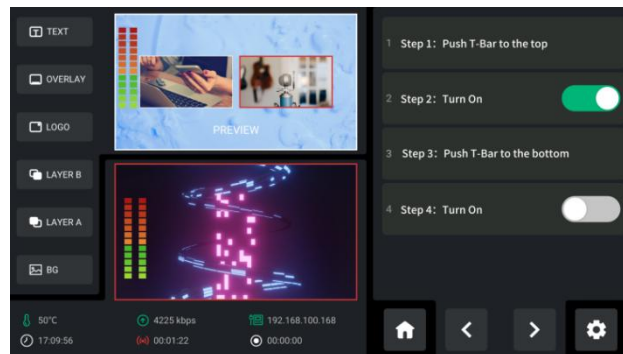 TEXT
OVERLAY
LOGO
LAYER B
LAYER A
BG
PREVIEW
1 Step 1: Push T-Bar to the top
2 Step 2: Turn On
3 Step 3: Push T-Bar to the bottom
4 Step 4: Turn On
50°C
4225 kbps
192.168.100.168
17:09:56
00:01:22
00:00:00